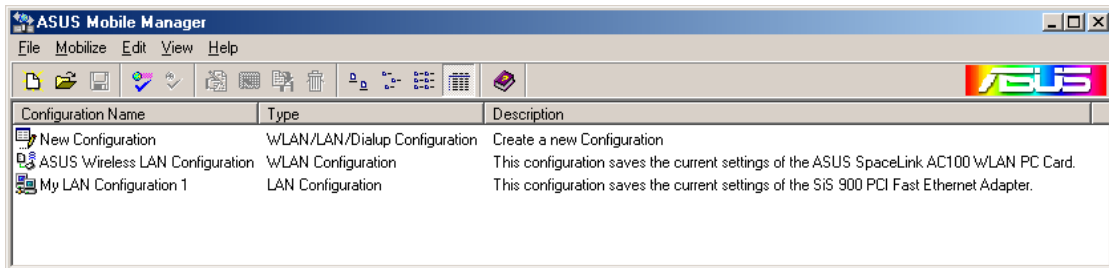 ASUS Mobile Manager
File Mobilize Edit View Help
ASUS
Configuration Name Type Description
New Configuration WLAN/LAN/Dialup Configuration Create a new Configuration
ASUS Wireless LAN Configuration WLAN Configuration This configuration saves the current settings of the ASUS SpaceLink AC100 WLAN PC Card.
My LAN Configuration 1 LAN Configuration This configuration saves the current settings of the SiS 900 PCI Fast Ethernet Adapter.